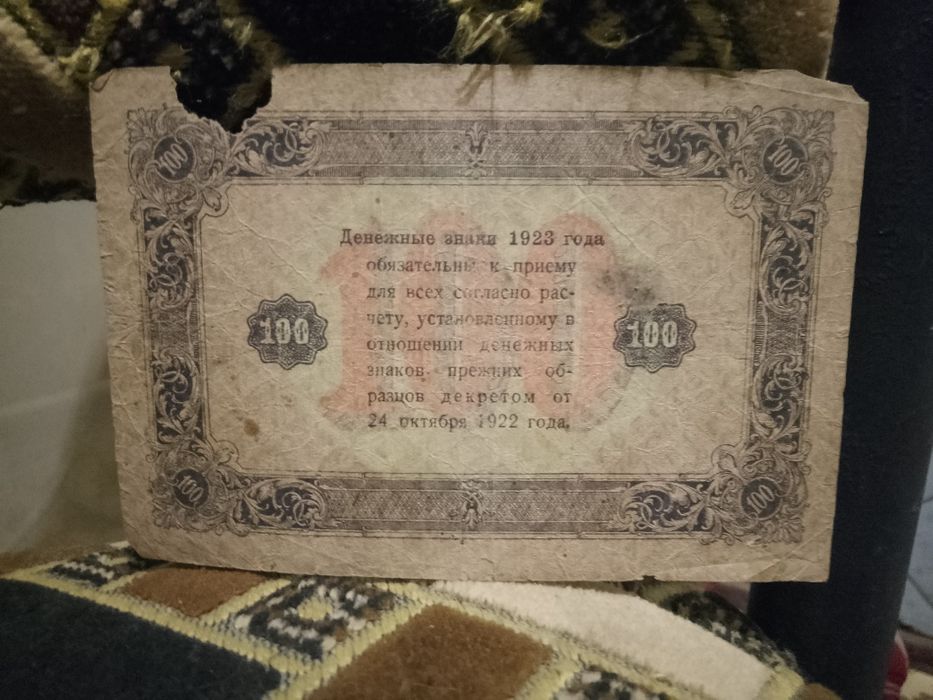 100 100
Денежные знаки 1923 года
обязательны к приему
для всех согласно рас-
100 чету, установленному в 100
отношении денежных
знаков прежних об-
разцов декретом от
24 октября 1922 года.
100 100